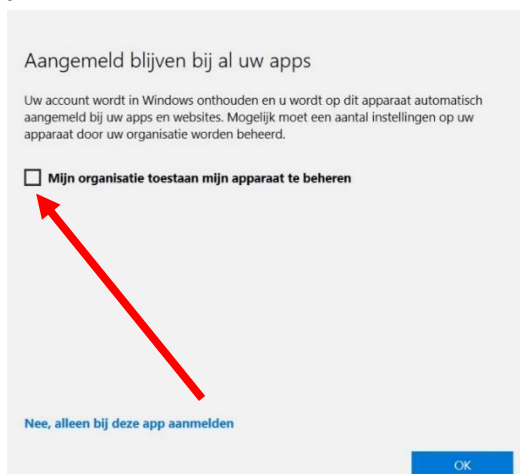 Aangemeld blijven bij al uw apps
Uw account wordt in Windows onthouden en u wordt op dit apparaat automatisch
aangemeld bij uw apps en websites. Mogelijk moet een aantal instellingen op uw
apparaat door uw organisatie worden beheerd.
Mijn organisatie toestaan mijn apparaat te beheren
Nee, alleen bij deze app aanmelden
OK